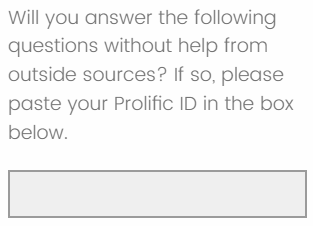 Will you answer the following
questions without help from
outside sources? If so, please
paste your Prolific ID in the box
below.